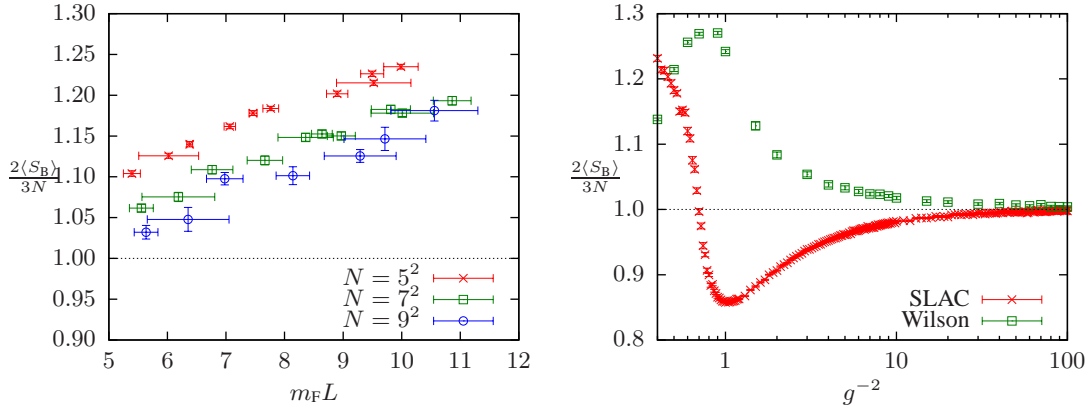 1.30
1.25
1.20
1.15
1.10
1.05
1.00
0.95
0.90
2⟨S_B⟩
3N
N = 5²
N = 7²
N = 9²
5 6 7 8 9 10 11 12
m_F L
1.3
1.2
1.1
1.0
0.9
0.8
2⟨S_B⟩
3N
SLAC
Wilson
1 10 100
g⁻²